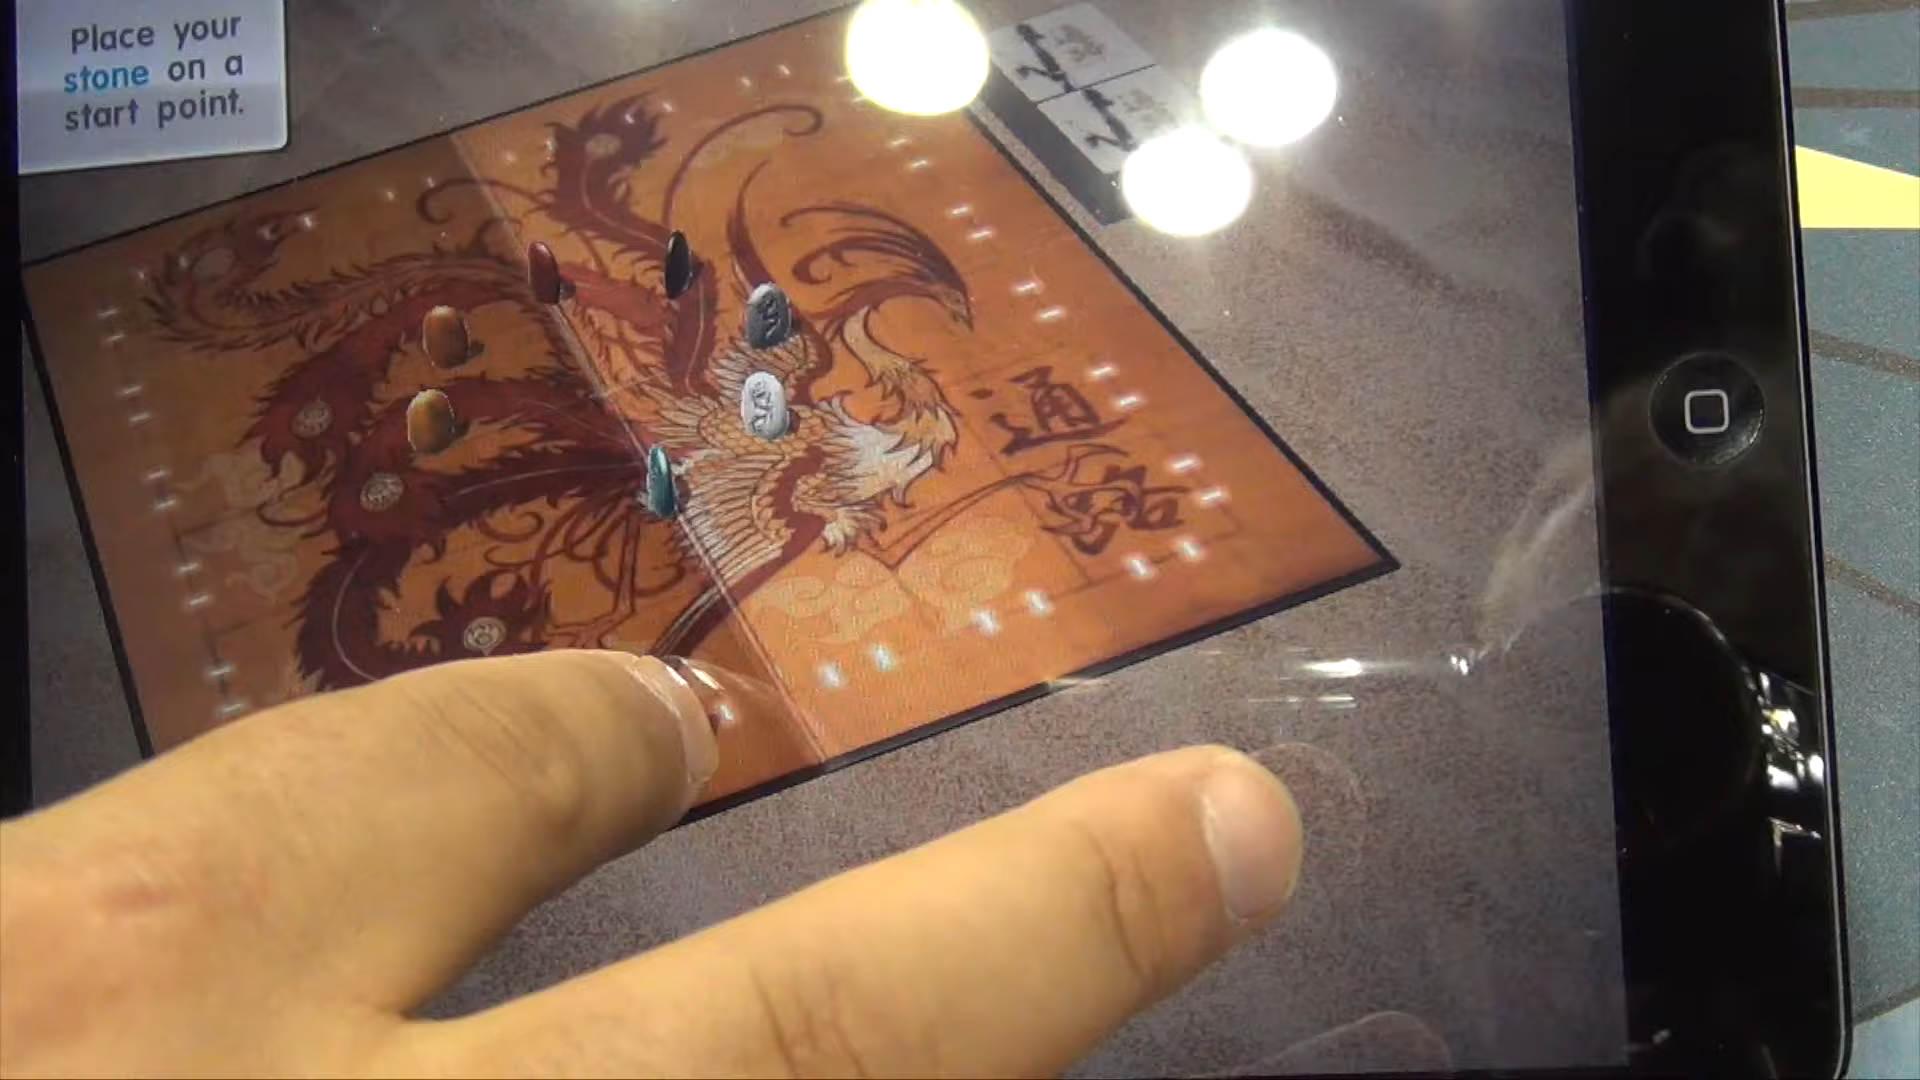 Place your
stone on a
start point.
通
路